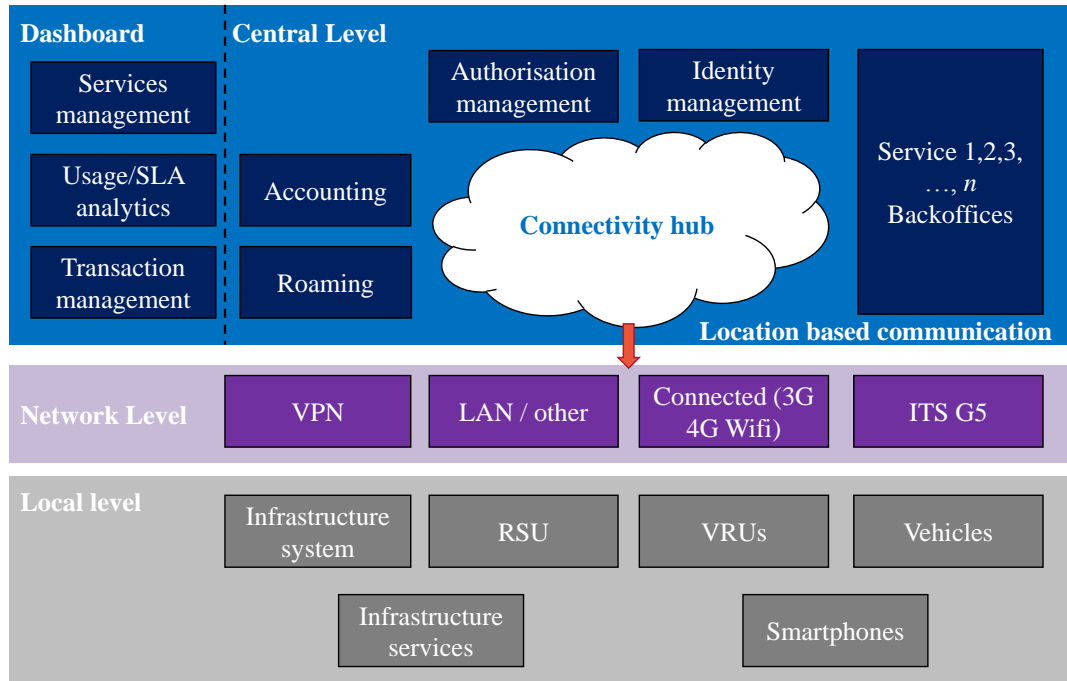 Dashboard
Central Level
Services
management
Usage/SLA
analytics
Transaction
management
Accounting
Roaming
Authorisation
management
Identity
management
Connectivity hub
Service 1,2,3,
…, n
Backoffices
Location based communication
Network Level
VPN
LAN / other
Connected (3G
4G Wifi)
ITS G5
Local level
Infrastructure
system
RSU
VRUs
Vehicles
Infrastructure
services
Smartphones